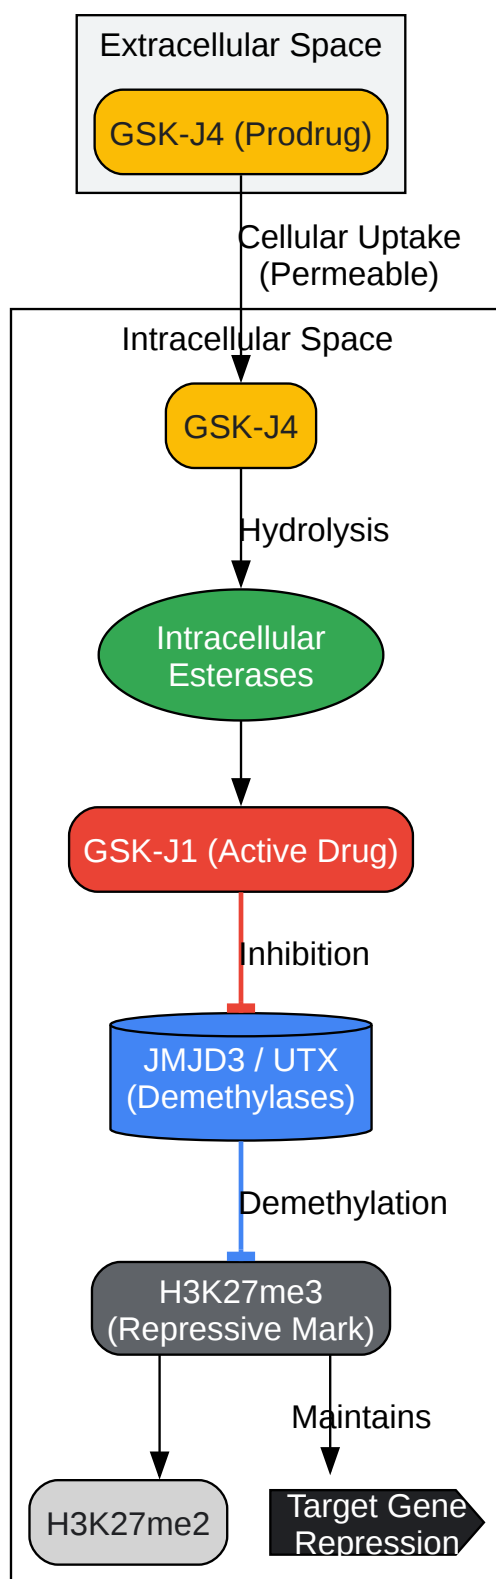 Extracellular Space
GSK-J4 (Prodrug)
Cellular Uptake
(Permeable)
Intracellular Space
GSK-J4
Hydrolysis
Intracellular
Esterases
GSK-J1 (Active Drug)
Inhibition
JMJD3 / UTX
(Demethylases)
Demethylation
H3K27me3
(Repressive Mark)
Maintains
H3K27me2
Target Gene
Repression